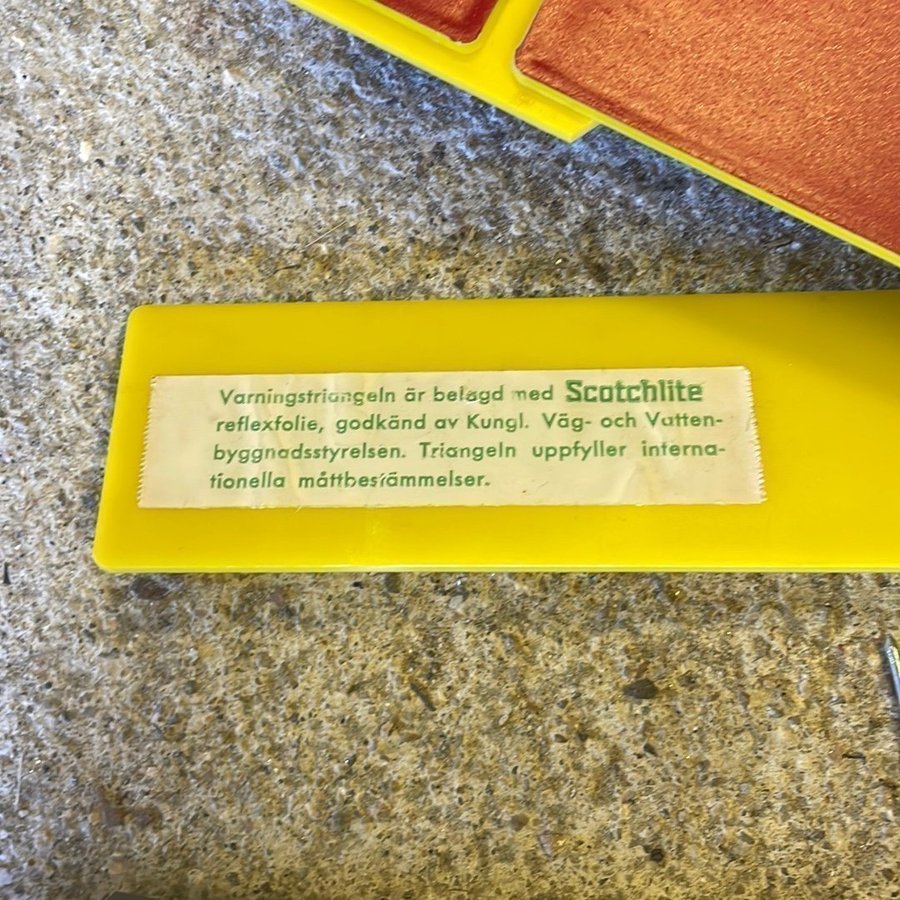 Varningstriangeln är belagd med Scotchlite
reflexfolie, godkänd av Kungl. Väg- och Vatten-
byggnadsstyrelsen. Triangeln uppfyller interna-
tionella måttbestämmelser.